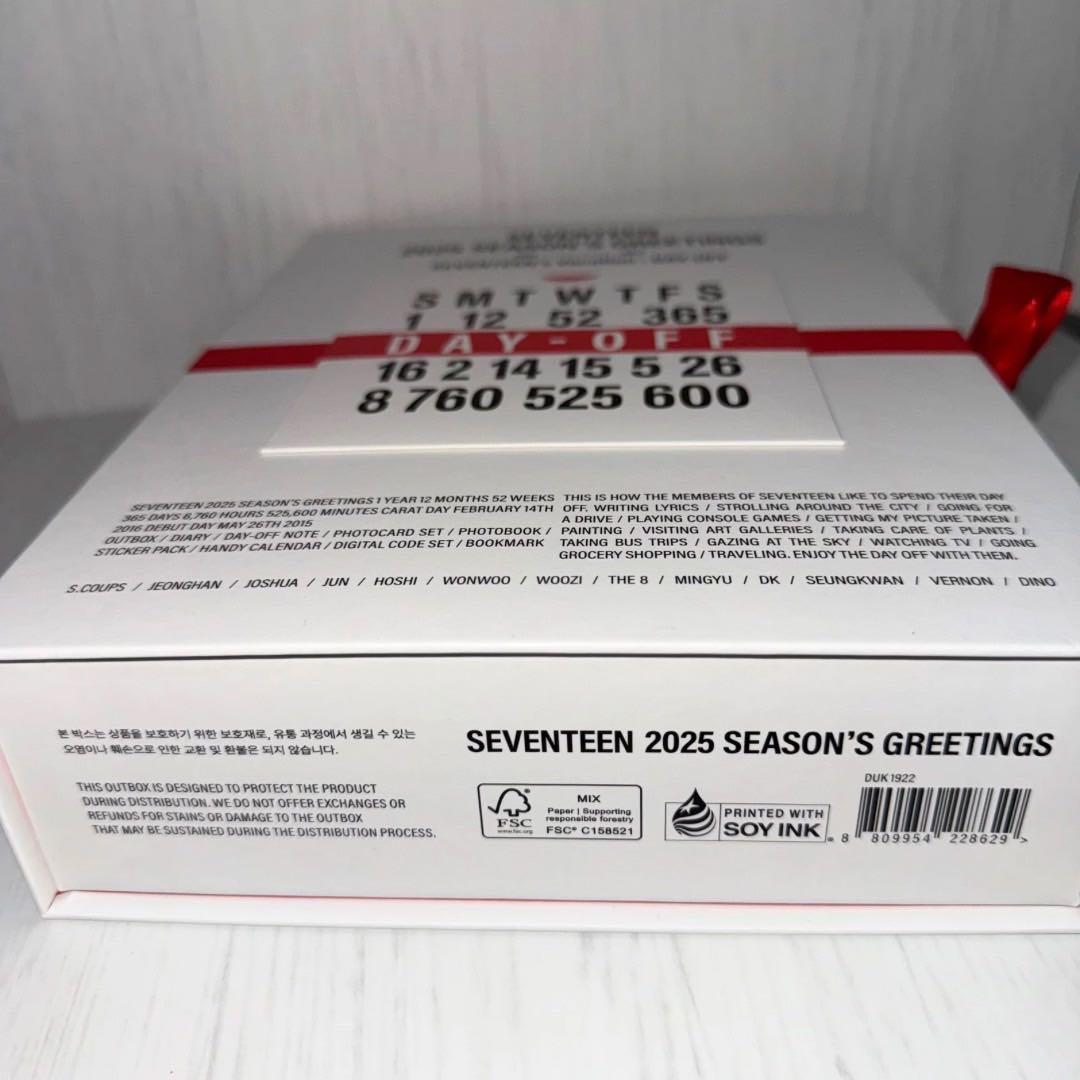 SEVENTEEN
2025 SEASON'S GREETINGS
S M T W T F S
1 12 52 365
DAY-OFF
16 2 14 15 5 26
8 760 525 600
SEVENTEEN 2025 SEASON'S GREETINGS 1 YEAR 12 MONTHS 52 WEEKS
365 DAYS 8,760 HOURS 525,600 MINUTES CARAT DAY FEBRUARY 14TH
2016 DEBUT DAY MAY 26TH 2015
OUTBOX / DIARY / DAY-OFF NOTE / PHOTOCARD SET / PHOTOBOOK /
STICKER PACK / HANDY CALENDAR / DIGITAL CODE SET / BOOKMARK
THIS IS HOW THE MEMBERS OF SEVENTEEN LIKE TO SPEND THEIR DAY
OFF. WRITING LYRICS / STROLLING AROUND THE CITY / GOING FOR
A DRIVE / PLAYING CONSOLE GAMES / GETTING MY PICTURE TAKEN /
PAINTING / VISITING ART GALLERIES / TAKING CARE OF PLANTS /
TAKING BUS TRIPS / GAZING AT THE SKY / WATCHING TV / GOING
GROCERY SHOPPING / TRAVELING. ENJOY THE DAY OFF WITH THEM.
S.COUPS / JEONGHAN / JOSHUA / JUN / HOSHI / WONWOO / WOOZI / THE 8 / MINGYU / DK / SEUNGKWAN / VERNON / DINO
본 박스는 상품을 보호하기 위한 보호재로, 유통 과정에서 생길 수 있는
오염이나 훼손으로 인한 교환 및 환불은 되지 않습니다.
THIS OUTBOX IS DESIGNED TO PROTECT THE PRODUCT
DURING DISTRIBUTION. WE DO NOT OFFER EXCHANGES OR
REFUNDS FOR STAINS OR DAMAGE TO THE OUTBOX
THAT MAY BE SUSTAINED DURING THE DISTRIBUTION PROCESS.
SEVENTEEN 2025 SEASON'S GREETINGS
FSC
www.fsc.org
MIX
Paper | Supporting
responsible forestry
FSC® C158521
PRINTED WITH
SOY INK
DUK1922
8 809954 228629 >